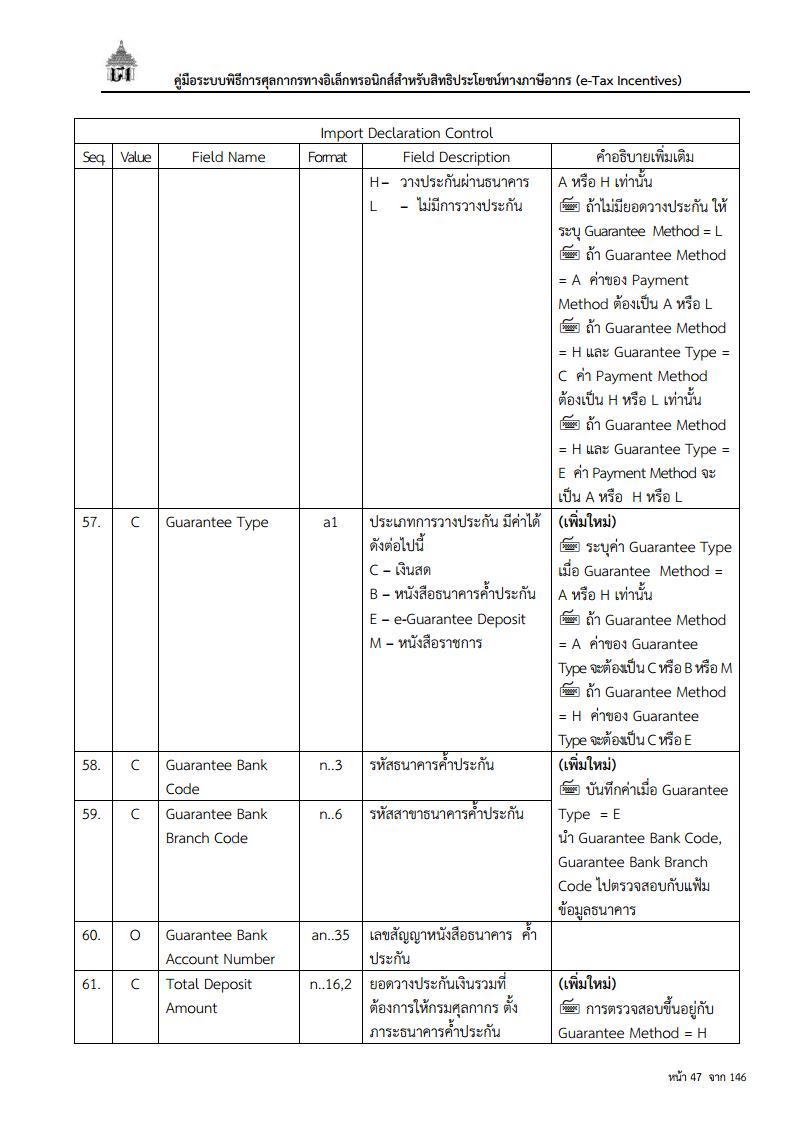 คู่มือระบบพิธีการศุลกากรทางอิเล็กทรอนิกส์สำหรับสิทธิประโยชน์ทางภาษีอากร (e-Tax Incentives)
Import Declaration Control
Seq. Value Field Name Format Field Description คำอธิบายเพิ่มเติม
H – วางประกันผ่านธนาคาร
L – ไม่มีการวางประกัน
A หรือ H เท่านั้น
ถ้าไม่มียอดวางประกัน ให้
ระบุ Guarantee Method = L
ถ้า Guarantee Method
= A ค่าของ Payment
Method ต้องเป็น A หรือ L
ถ้า Guarantee Method
= H และ Guarantee Type =
C ค่า Payment Method
ต้องเป็น H หรือ L เท่านั้น
ถ้า Guarantee Method
= H และ Guarantee Type =
E ค่า Payment Method จะ
เป็น A หรือ H หรือ L
57. C Guarantee Type a1
ประเภทการวางประกัน มีค่าได้
ดังต่อไปนี้
C – เงินสด
B – หนังสือธนาคารค้ำประกัน
E – e-Guarantee Deposit
M – หนังสือราชการ
(เพิ่มใหม่)
ระบุค่า Guarantee Type
เมื่อ Guarantee Method =
A หรือ H เท่านั้น
ถ้า Guarantee Method
= A ค่าของ Guarantee
Type จะต้องเป็น C หรือ B หรือ M
ถ้า Guarantee Method
= H ค่าของ Guarantee
Type จะต้องเป็น C หรือ E
58. C Guarantee Bank
Code
n..3 รหัสธนาคารค้ำประกัน
59. C Guarantee Bank
Branch Code
n..6 รหัสสาขาธนาคารค้ำประกัน
(เพิ่มใหม่)
บันทึกค่าเมื่อ Guarantee
Type = E
นำ Guarantee Bank Code,
Guarantee Bank Branch
Code ไปตรวจสอบกับแฟ้ม
ข้อมูลธนาคาร
60. O Guarantee Bank
Account Number
an..35 เลขสัญญาหนังสือธนาคาร ค้ำ
ประกัน
61. C Total Deposit
Amount
n..16,2 ยอดวางประกันเงินรวมที่
ต้องการให้กรมศุลกากร ตั้ง
ภาระธนาคารค้ำประกัน
(เพิ่มใหม่)
การตรวจสอบขึ้นอยู่กับ
Guarantee Method = H
หน้า 47 จาก 146